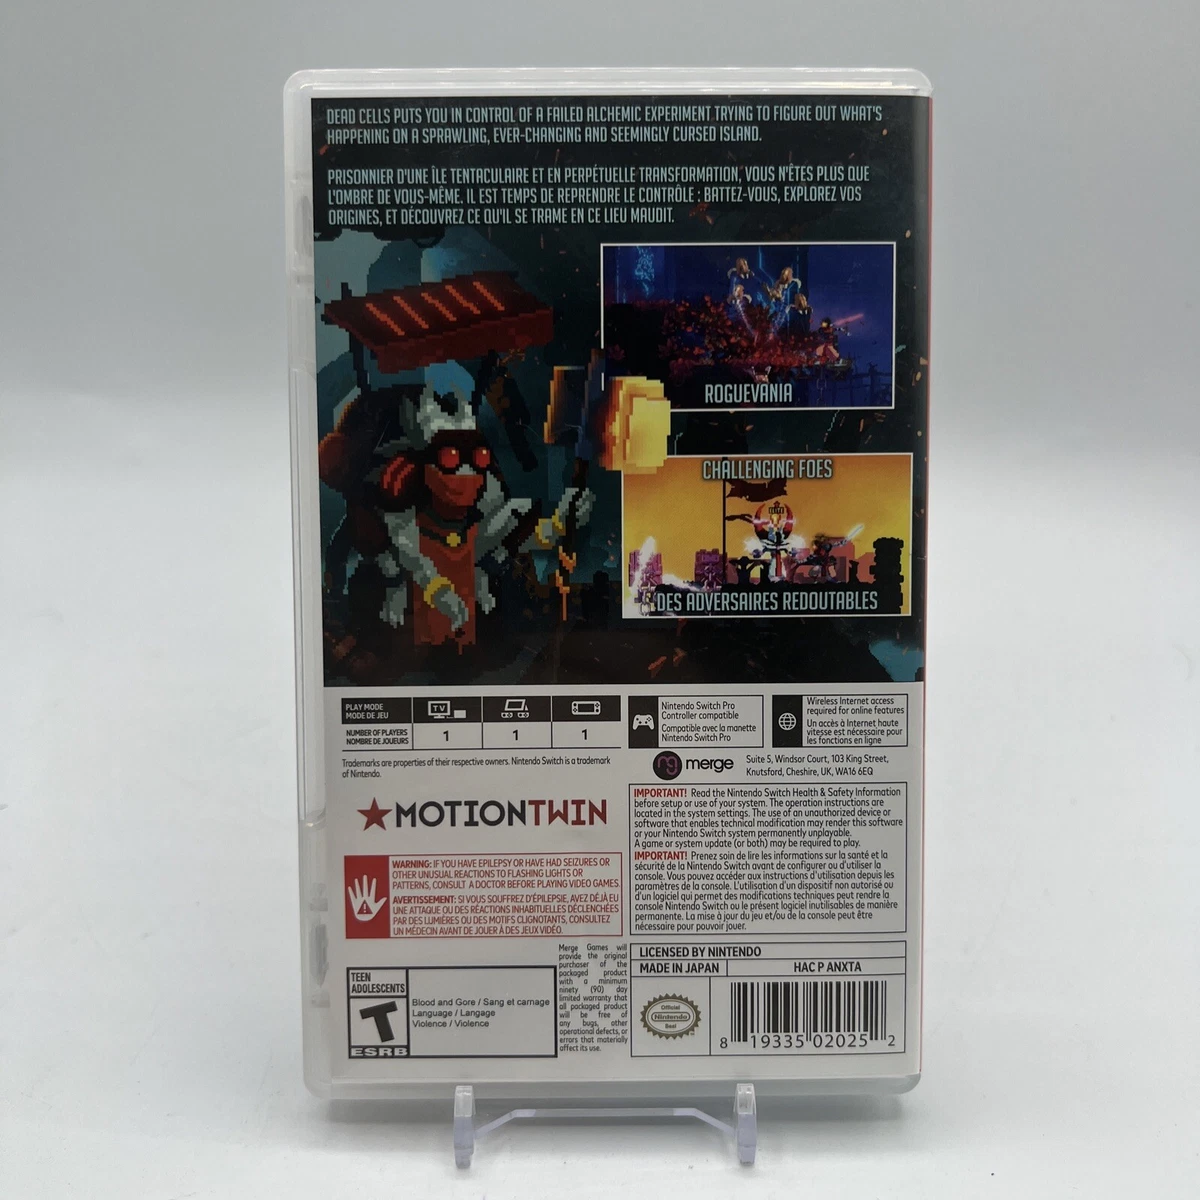 DEAD CELLS PUTS YOU IN CONTROL OF A FAILED ALCHEMIC EXPERIMENT TRYING TO FIGURE OUT WHAT'S
HAPPENING ON A SPRAWLING, EVER-CHANGING AND SEEMINGLY CURSED ISLAND.
PRISONNIER D'UNE ÎLE TENTACULAIRE ET EN PERPÉTUELLE TRANSFORMATION, VOUS N'ÊTES PLUS QUE
L'OMBRE DE VOUS-MÊME. IL EST TEMPS DE REPRENDRE LE CONTRÔLE : BATTEZ-VOUS, EXPLOREZ VOS
ORIGINES, ET DÉCOUVREZ CE QU'IL SE TRAME EN CE LIEU MAUDIT.
ROGUEVANIA
CHALLENGING FOES
ELITE
DES ADVERSAIRES REDOUTABLES
PLAY MODE
MODE DE JEU
TV
NUMBER OF PLAYERS
NOMBRE DE JOUEURS
1
1
1
Nintendo Switch Pro
Controller compatible
Compatible avec la manette
Nintendo Switch Pro
Wireless Internet access
required for online features
Un accès à Internet haute
vitesse est nécessaire pour
les fonctions en ligne
Trademarks are properties of their respective owners. Nintendo Switch is a trademark
of Nintendo.
merge
Suite 5, Windsor Court, 103 King Street,
Knutsford, Cheshire, UK, WA16 6EQ
MOTIONTWIN
IMPORTANT! Read the Nintendo Switch Health & Safety Information
before setup or use of your system. The operation instructions are
located in the system settings. The use of an unauthorized device or
software that enables technical modification may render this software
or your Nintendo Switch system permanently unplayable.
A game or system update (or both) may be required to play.
IMPORTANT! Prenez soin de lire les informations sur la santé et la
sécurité de la Nintendo Switch avant de configurer ou d'utiliser la
console. Vous pouvez accéder aux instructions d'utilisation depuis les
paramètres de la console. L'utilisation d'un dispositif non autorisé ou
d'un logiciel qui permet des modifications techniques peut rendre la
console Nintendo Switch ou le présent logiciel inutilisables de manière
permanente. La mise à jour du jeu et/ou de la console peut être
nécessaire pour pouvoir jouer.
WARNING: IF YOU HAVE EPILEPSY OR HAVE HAD SEIZURES OR
OTHER UNUSUAL REACTIONS TO FLASHING LIGHTS OR
PATTERNS, CONSULT A DOCTOR BEFORE PLAYING VIDEO GAMES.
AVERTISSEMENT: SI VOUS SOUFFREZ D'ÉPILEPSIE, AVEZ DÉJÀ EU
UNE ATTAQUE OU DES RÉACTIONS INHABITUELLES DÉCLENCHÉES
PAR DES LUMIÈRES OU DES MOTIFS CLIGNOTANTS, CONSULTEZ
UN MÉDECIN AVANT DE JOUER À DES JEUX VIDÉO.
TEEN
ADOLESCENTS
T
ESRB
Blood and Gore / Sang et carnage
Language / Langage
Violence / Violence
Merge Games will
provide the original
purchaser of the
packaged product
with a minimum
ninety (90) day
limited warranty that
all packaged product
will be free of
any bugs, other
operational defects, or
errors that materially
affect its use.
LICENSED BY NINTENDO
MADE IN JAPAN
HAC P ANXTA
Official
Nintendo
Seal
8 19335 02025 2